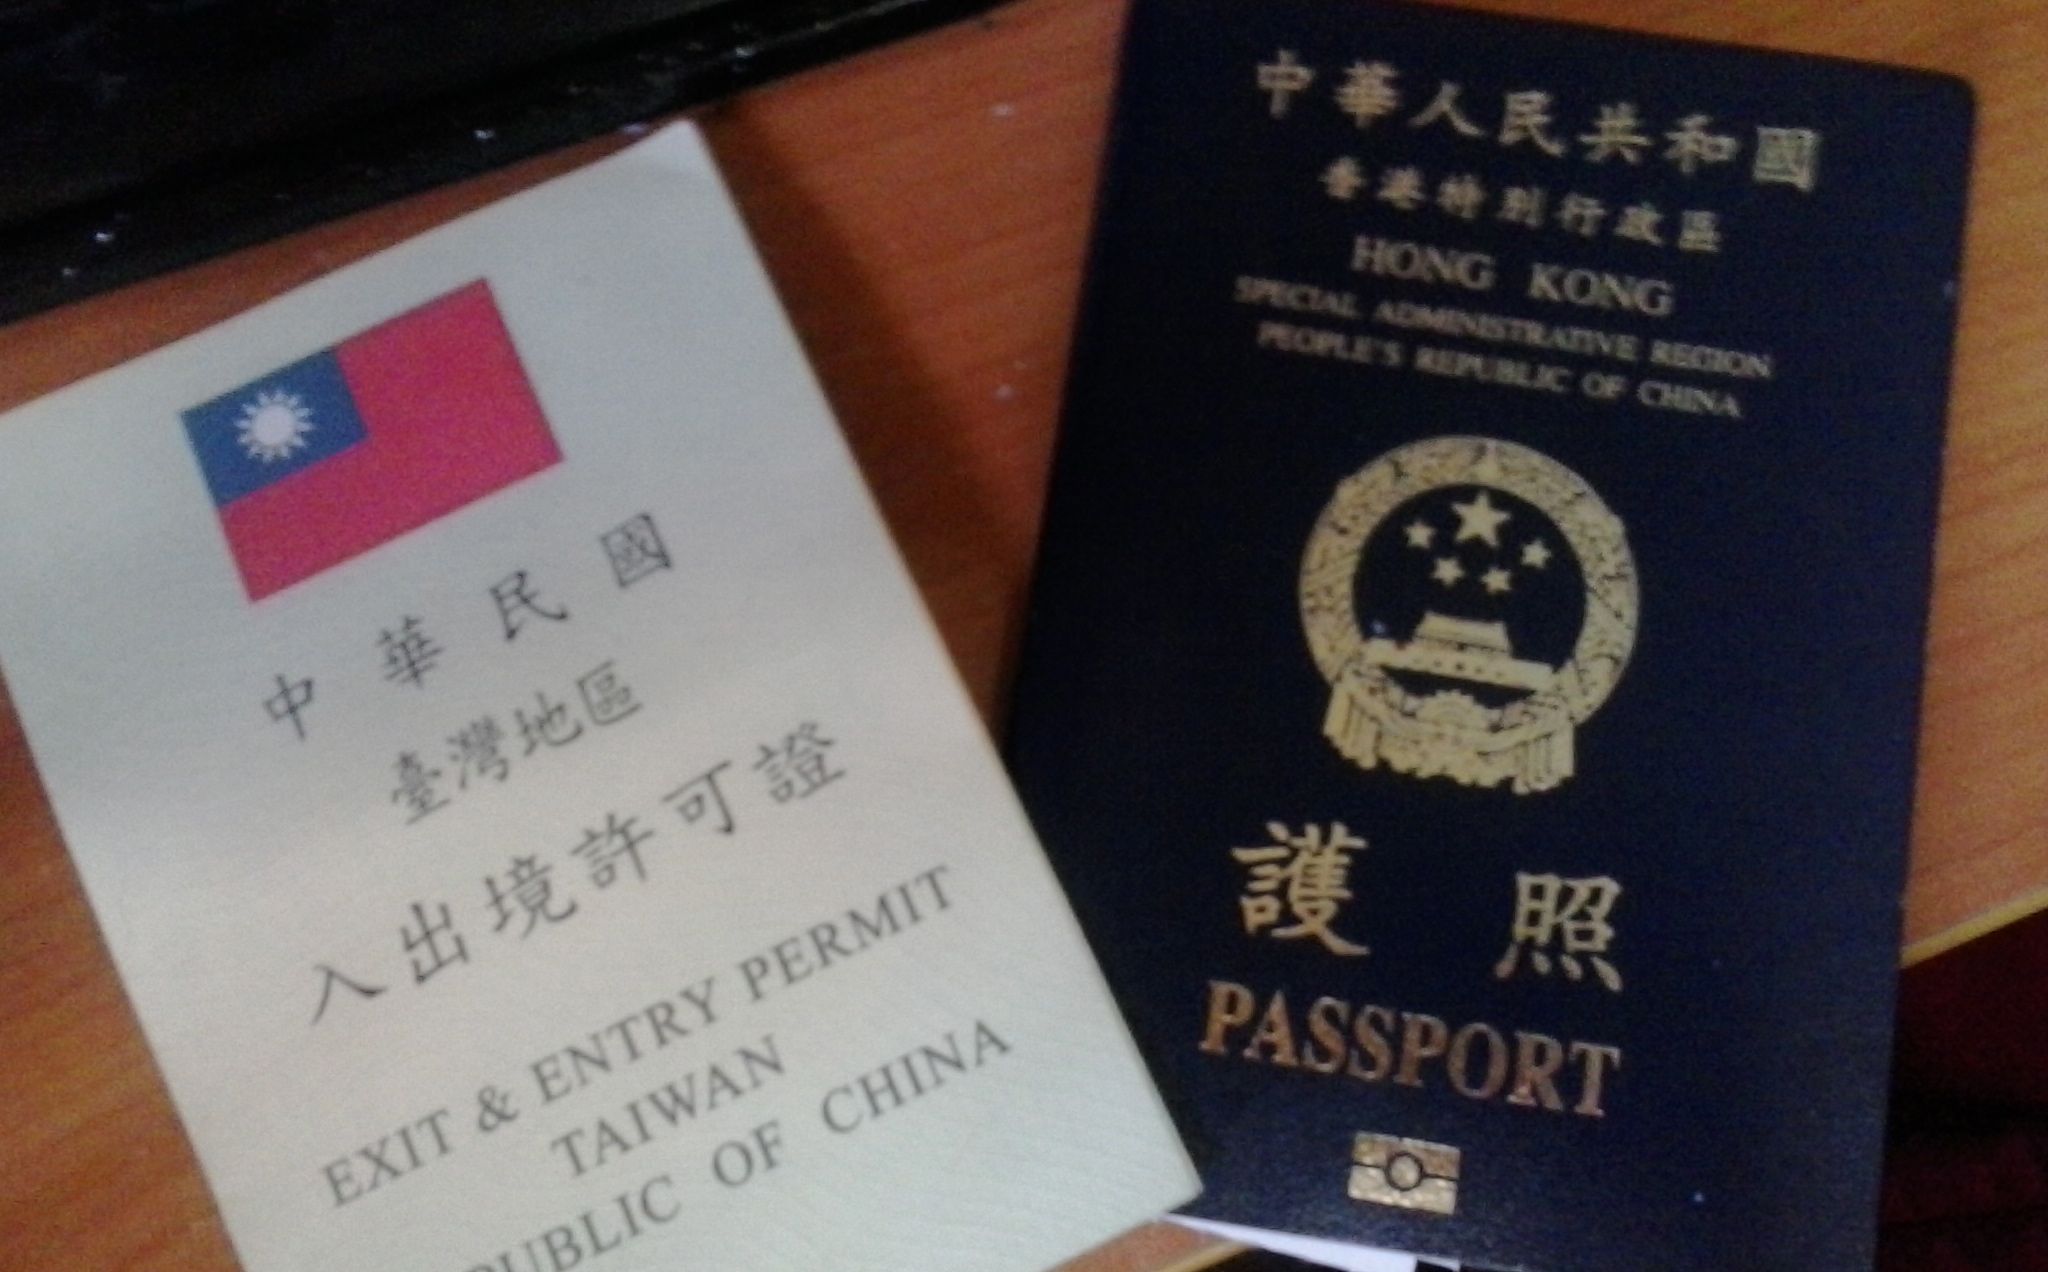 中華民國
臺灣地區
入出境許可證
EXIT & ENTRY PERMIT
TAIWAN
PUBLIC OF CHINA
中華人民共和國
香港特別行政區
HONG KONG
SPECIAL ADMINISTRATIVE REGION
PEOPLE'S REPUBLIC OF CHINA
護照
PASSPORT